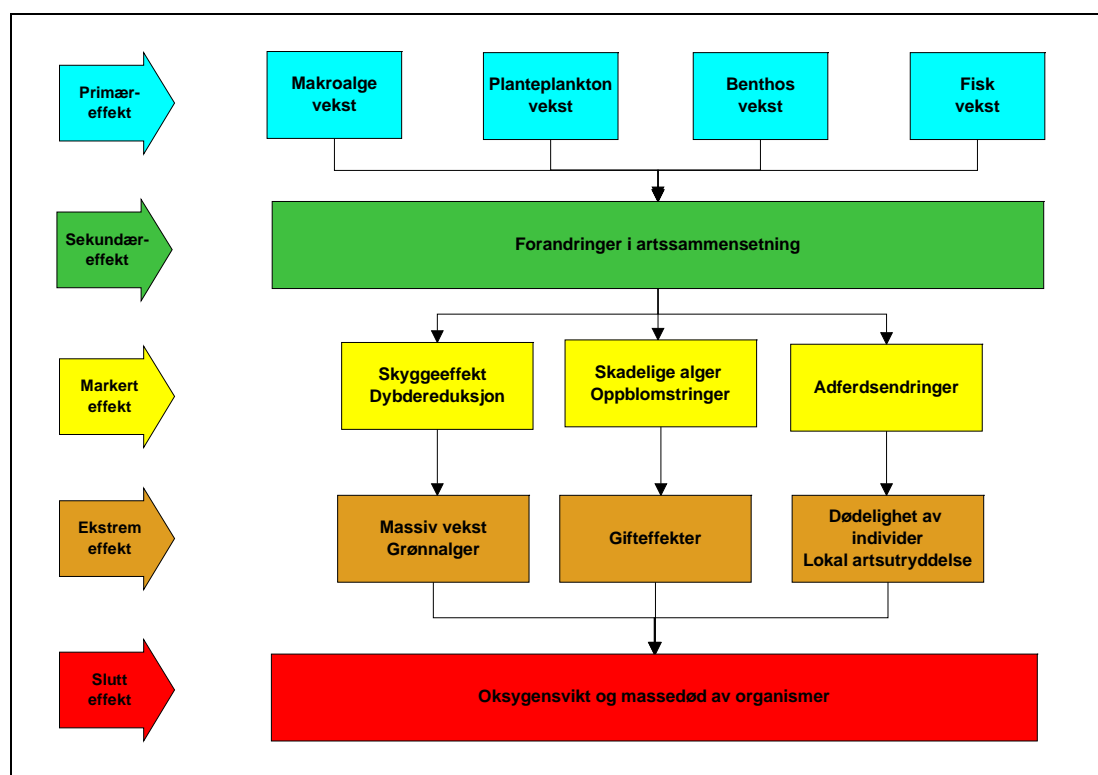 Primær-
effekt
Makroalge
vekst
Planteplankton
vekst
Benthos
vekst
Fisk
vekst
Sekundær-
effekt
Forandringer i artssammensetning
Markert
effekt
Skyggeeffekt
Dybdereduksjon
Skadelige alger
Oppblomstringer
Adferdsendringer
Ekstrem
effekt
Massiv vekst
Grønnalger
Gifteffekter
Dødelighet av
individer
Lokal artsutryddelse
Slutt
effekt
Oksygensvikt og massedød av organismer